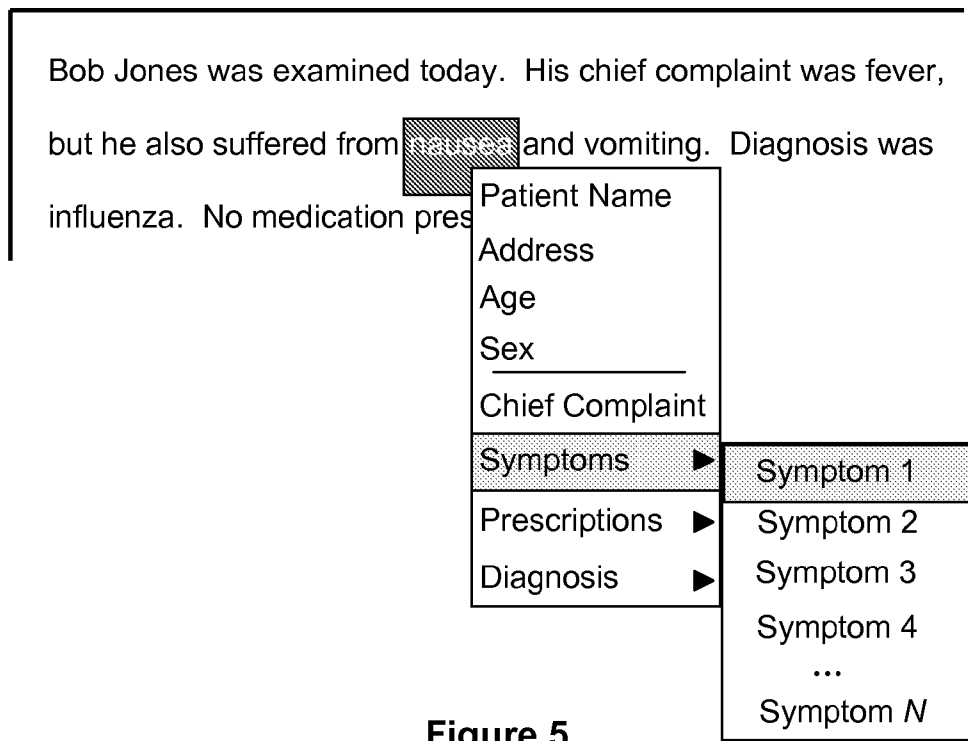 Bob Jones was examined today. His chief complaint was fever,
but he also suffered from nausea and vomiting. Diagnosis was
influenza. No medication pres
Patient Name
Address
Age
Sex
Chief Complaint
Symptoms ▶
Prescriptions ▶
Diagnosis ▶
Symptom 1
Symptom 2
Symptom 3
Symptom 4
...
Symptom N
Figure 5